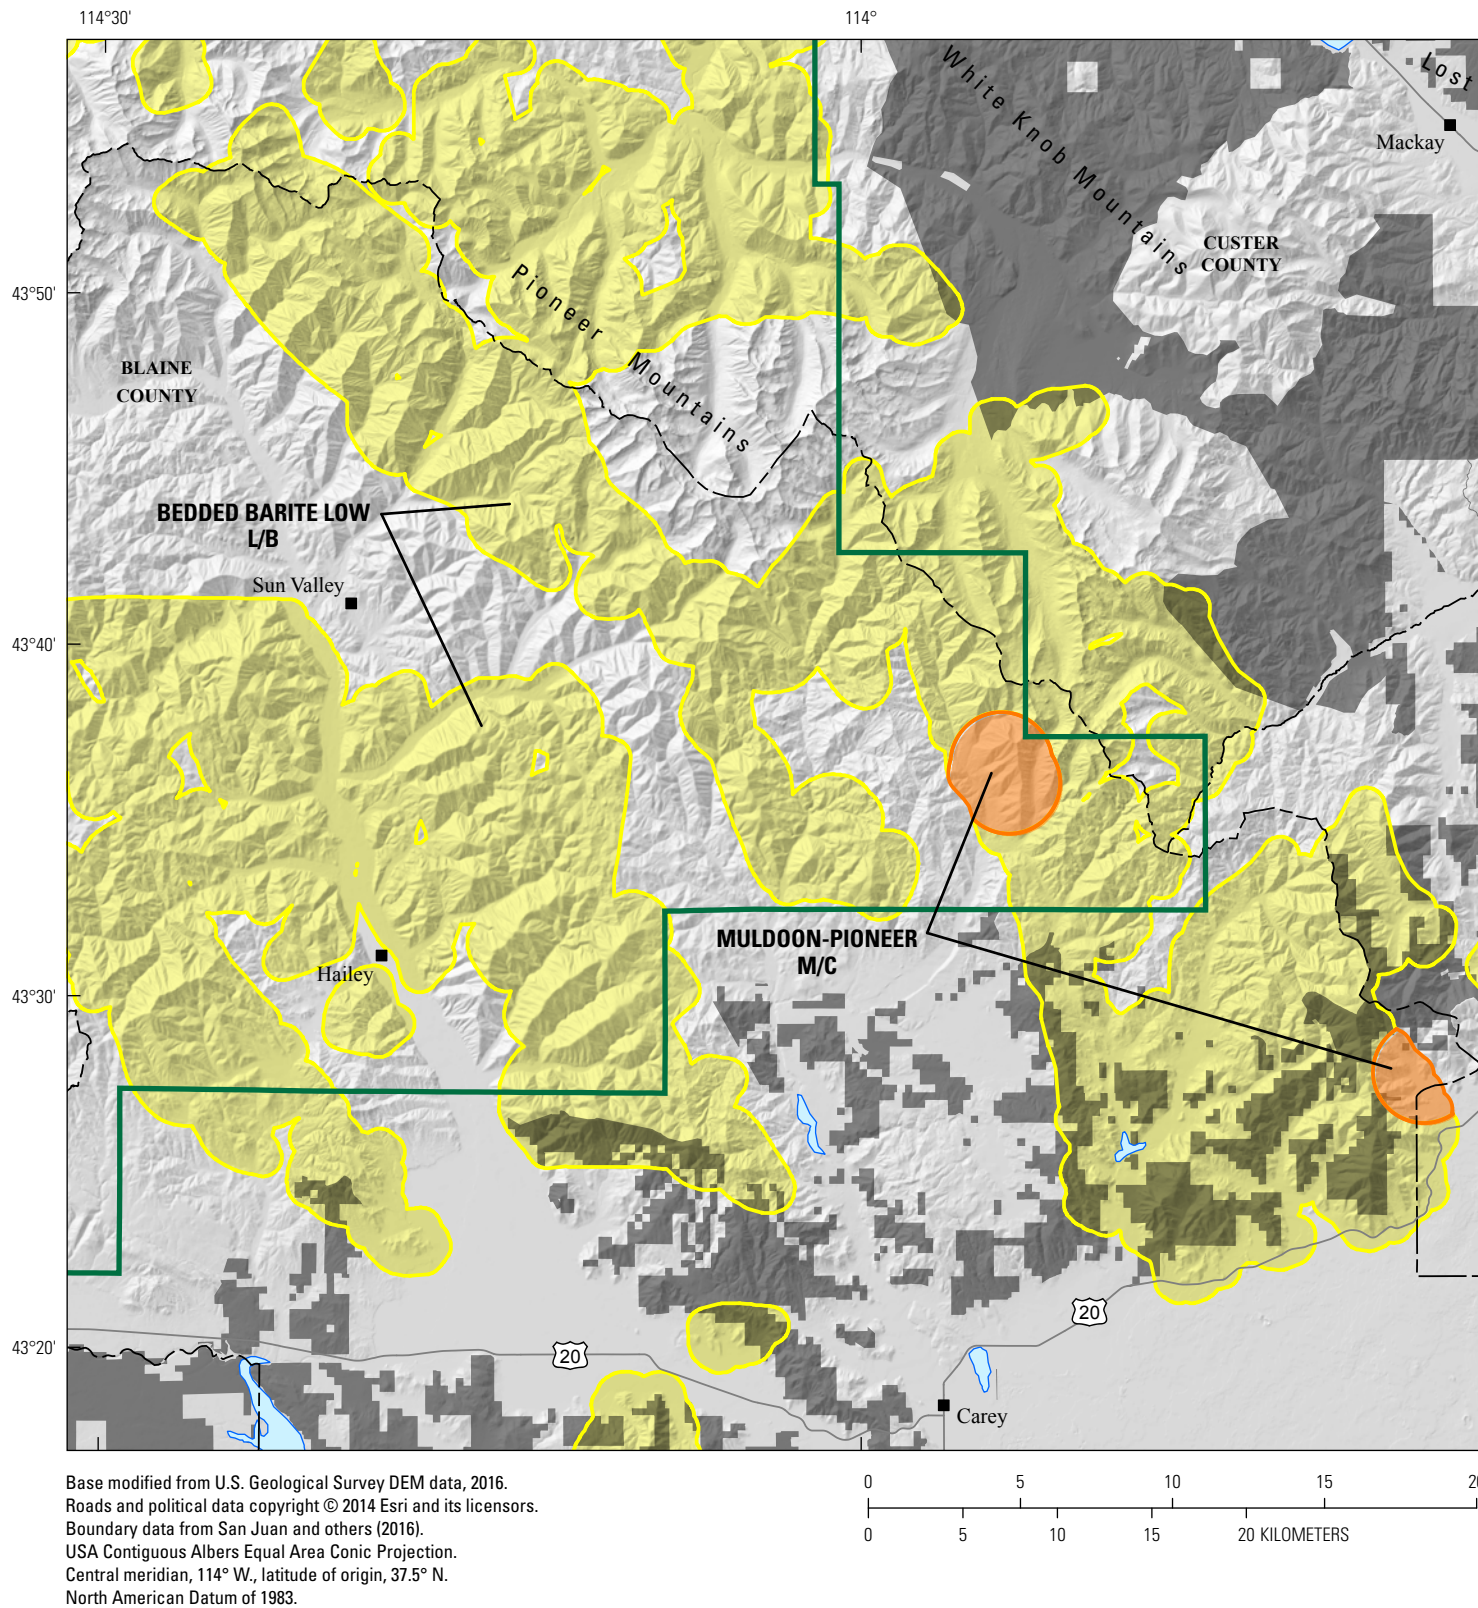 114°30'
114°
White Knob Mountains
Lost
Mackay
CUSTER
COUNTY
43°50'
Pioneer Mountains
BLAINE
COUNTY
BEDDED BARITE LOW
L/B
Sun Valley
43°40'
MULDOON-PIONEER
M/C
Hailey
43°30'
20
43°20'
20
Carey
Base modified from U.S. Geological Survey DEM data, 2016.
Roads and political data copyright © 2014 Esri and its licensors.
Boundary data from San Juan and others (2016).
USA Contiguous Albers Equal Area Conic Projection.
Central meridian, 114° W., latitude of origin, 37.5° N.
North American Datum of 1983.
0 5 10 15
0 5 10 15 20 KILOMETERS